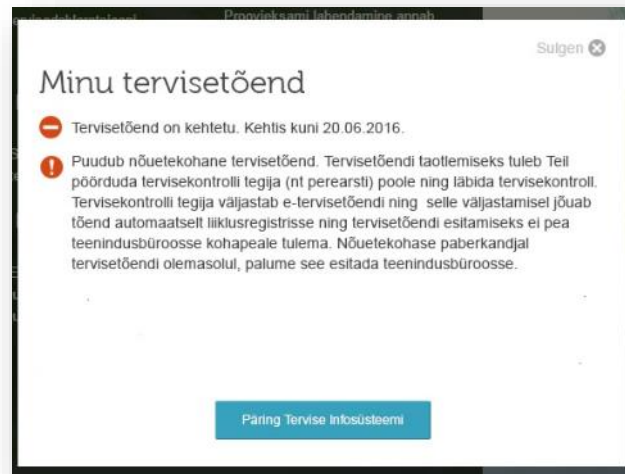 Proovieksami lahendamine annab
Sulgen
Minu tervisetõend
Tervisetõend on kehtetu. Kehtis kuni 20.06.2016.
Puudub nõuetekohane tervisetõend. Tervisetõendi taotlemiseks tuleb Teil
pöörduda tervisekontrolli tegija (nt perearsti) poole ning läbida tervisekontroll.
Tervisekontrolli tegija väljastab e-tervisetõendi ning selle väljastamisel jõuab
tõend automaatselt liiklusregistrisse ning tervisetõendi esitamiseks ei pea
teenindusbüroosse kohapeale tulema. Nõuetekohase paberkandjal
tervisetõendi olemasolul, palume see esitada teenindusbüroosse.
Päring Tervise Infosüsteemi